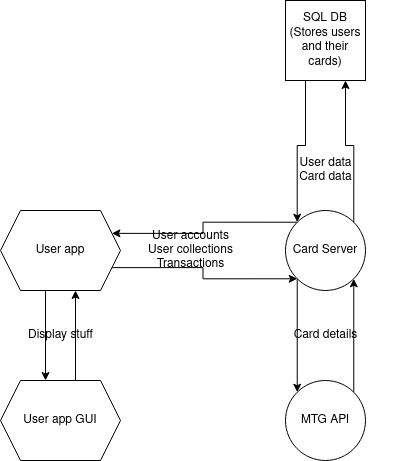 SQL DB
(Stores users
and their
cards)
User data
Card data
User accounts
User collections
Transactions
User app
Card Server
Display stuff
Card details
User app GUI
MTG API